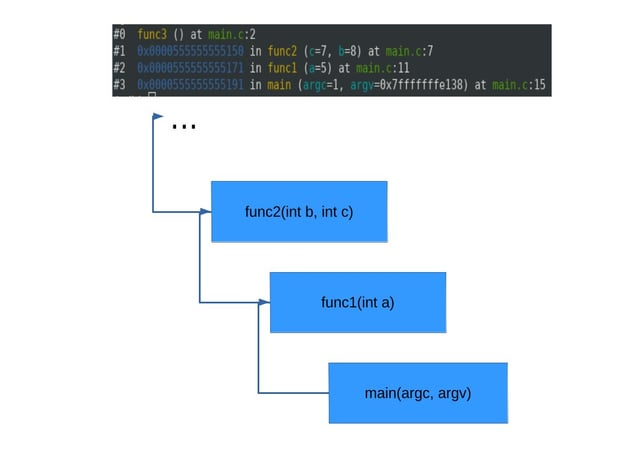 #0 func3 () at main.c:2
#1 0x0000555555555150 in func2 (c=7, b=8) at main.c:7
#2 0x0000555555555171 in func1 (a=5) at main.c:11
#3 0x0000555555555191 in main (argc=1, argv=0x7fffffffe138) at main.c:15
...
func2(int b, int c)
func1(int a)
main(argc, argv)